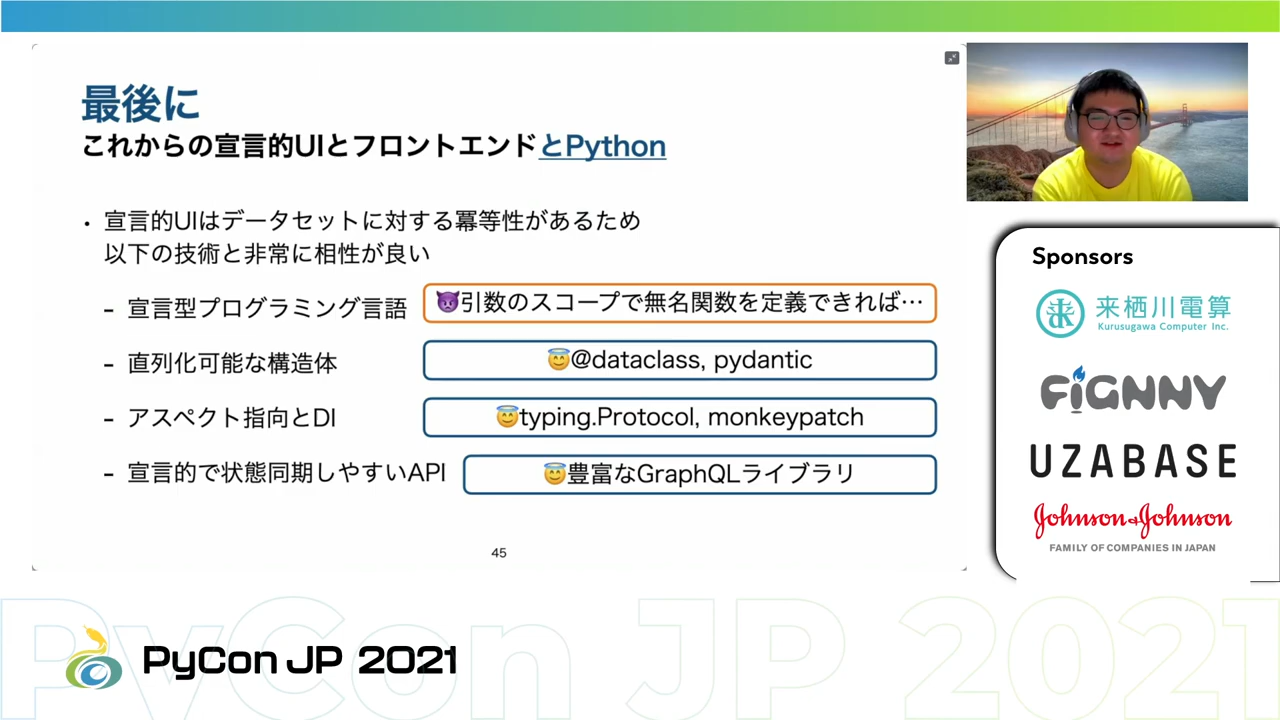 最後に
これからの宣言的UIとフロントエンドとPython
・宣言的UIはデータセットに対する冪等性があるため
以下の技術と非常に相性が良い
- 宣言型プログラミング言語
😈引数のスコープで無名関数を定義できれば…
- 直列化可能な構造体
😇@dataclass, pydantic
- アスペクト指向とDI
😇typing.Protocol, monkeypatch
- 宣言的で状態同期しやすいAPI
😇豊富なGraphQLライブラリ
45
Sponsors
来栖川電算
Kurusugawa Computer Inc.
FiGNNY
UZABASE
Johnson&Johnson
FAMILY OF COMPANIES IN JAPAN
PyCon JP 2021
PyCon JP 2021